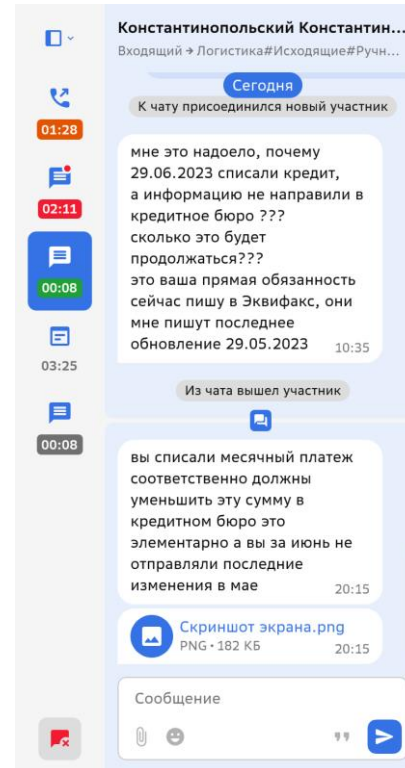 Константинопольский Константин...
Входящий → Логистика#Исходящие#Ручн...
Сегодня
К чату присоединился новый участник
01:28
02:11
00:08
03:25
00:08
мне это надоело, почему
29.06.2023 списали кредит,
а информацию не направили в
кредитное бюро ???
сколько это будет
продолжаться???
это ваша прямая обязанность
сейчас пишу в Эквифакс, они
мне пишут последнее
обновление 29.05.2023
10:35
Из чата вышел участник
вы списали месячный платеж
соответственно должны
уменьшить эту сумму в
кредитном бюро это
элементарно а вы за июнь не
отправляли последние
изменения в мае
20:15
Скриншот экрана.png
PNG • 182 КБ
20:15
Сообщение